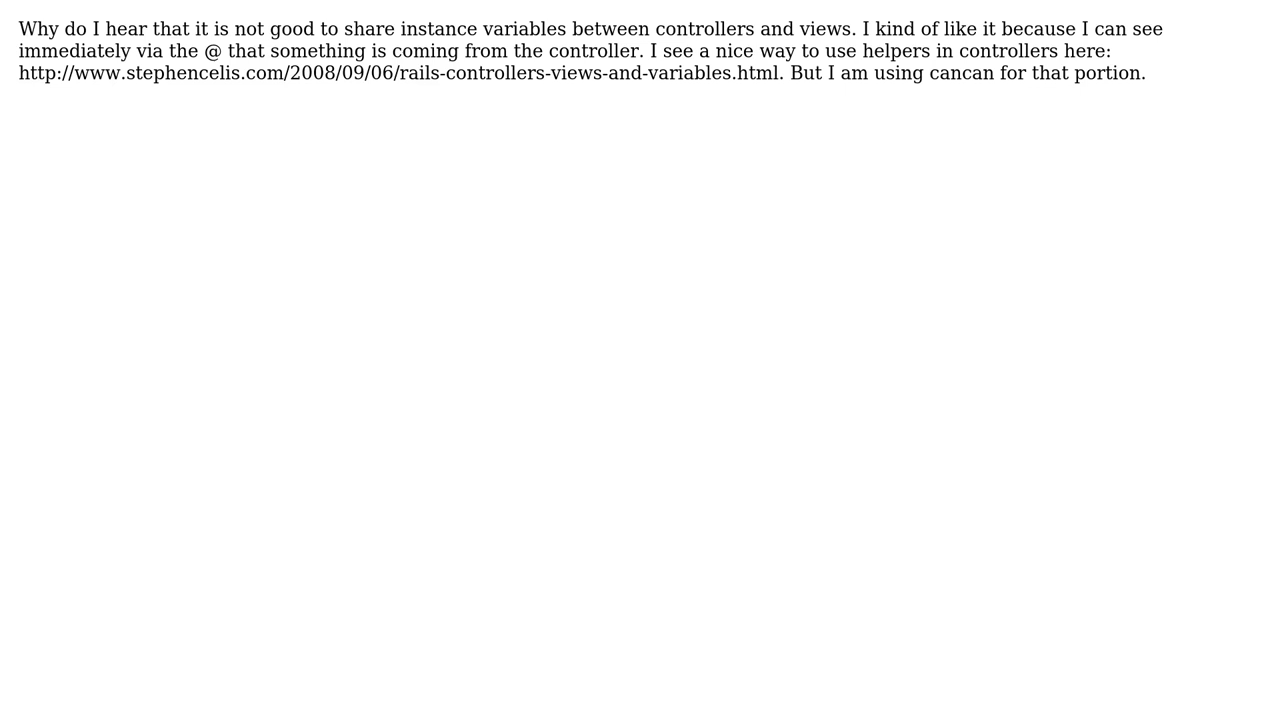 Why do I hear that it is not good to share instance variables between controllers and views. I kind of like it because I can see
immediately via the @ that something is coming from the controller. I see a nice way to use helpers in controllers here:
http://www.stephencelis.com/2008/09/06/rails-controllers-views-and-variables.html. But I am using cancan for that portion.